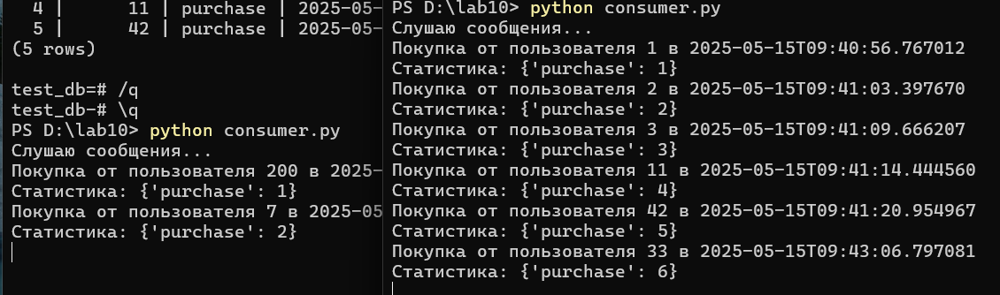 4 |       11 | purchase | 2025-05-
5 |       42 | purchase | 2025-05-
(5 rows)
test_db=# /q
test_db-# \q
PS D:\lab10> python consumer.py
Слушаю сообщения...
Покупка от пользователя 200 в 2025-
Статистика: {'purchase': 1}
Покупка от пользователя 7 в 2025-05
Статистика: {'purchase': 2}
PS D:\lab10> python consumer.py
Слушаю сообщения...
Покупка от пользователя 1 в 2025-05-15T09:40:56.767012
Статистика: {'purchase': 1}
Покупка от пользователя 2 в 2025-05-15T09:41:03.397670
Статистика: {'purchase': 2}
Покупка от пользователя 3 в 2025-05-15T09:41:09.666207
Статистика: {'purchase': 3}
Покупка от пользователя 11 в 2025-05-15T09:41:14.444560
Статистика: {'purchase': 4}
Покупка от пользователя 42 в 2025-05-15T09:41:20.954967
Статистика: {'purchase': 5}
Покупка от пользователя 33 в 2025-05-15T09:43:06.797081
Статистика: {'purchase': 6}